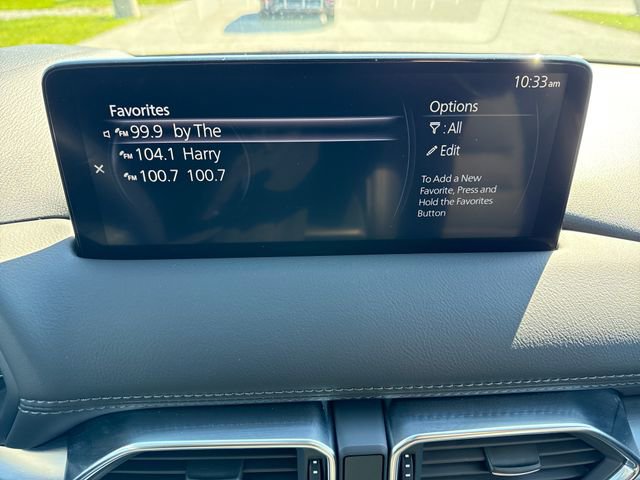 10:33am
Favorites
FM 99.9 by The
FM 104.1 Harry
FM 100.7 100.7
Options
: All
Edit
To Add a New
Favorite, Press and
Hold the Favorites
Button